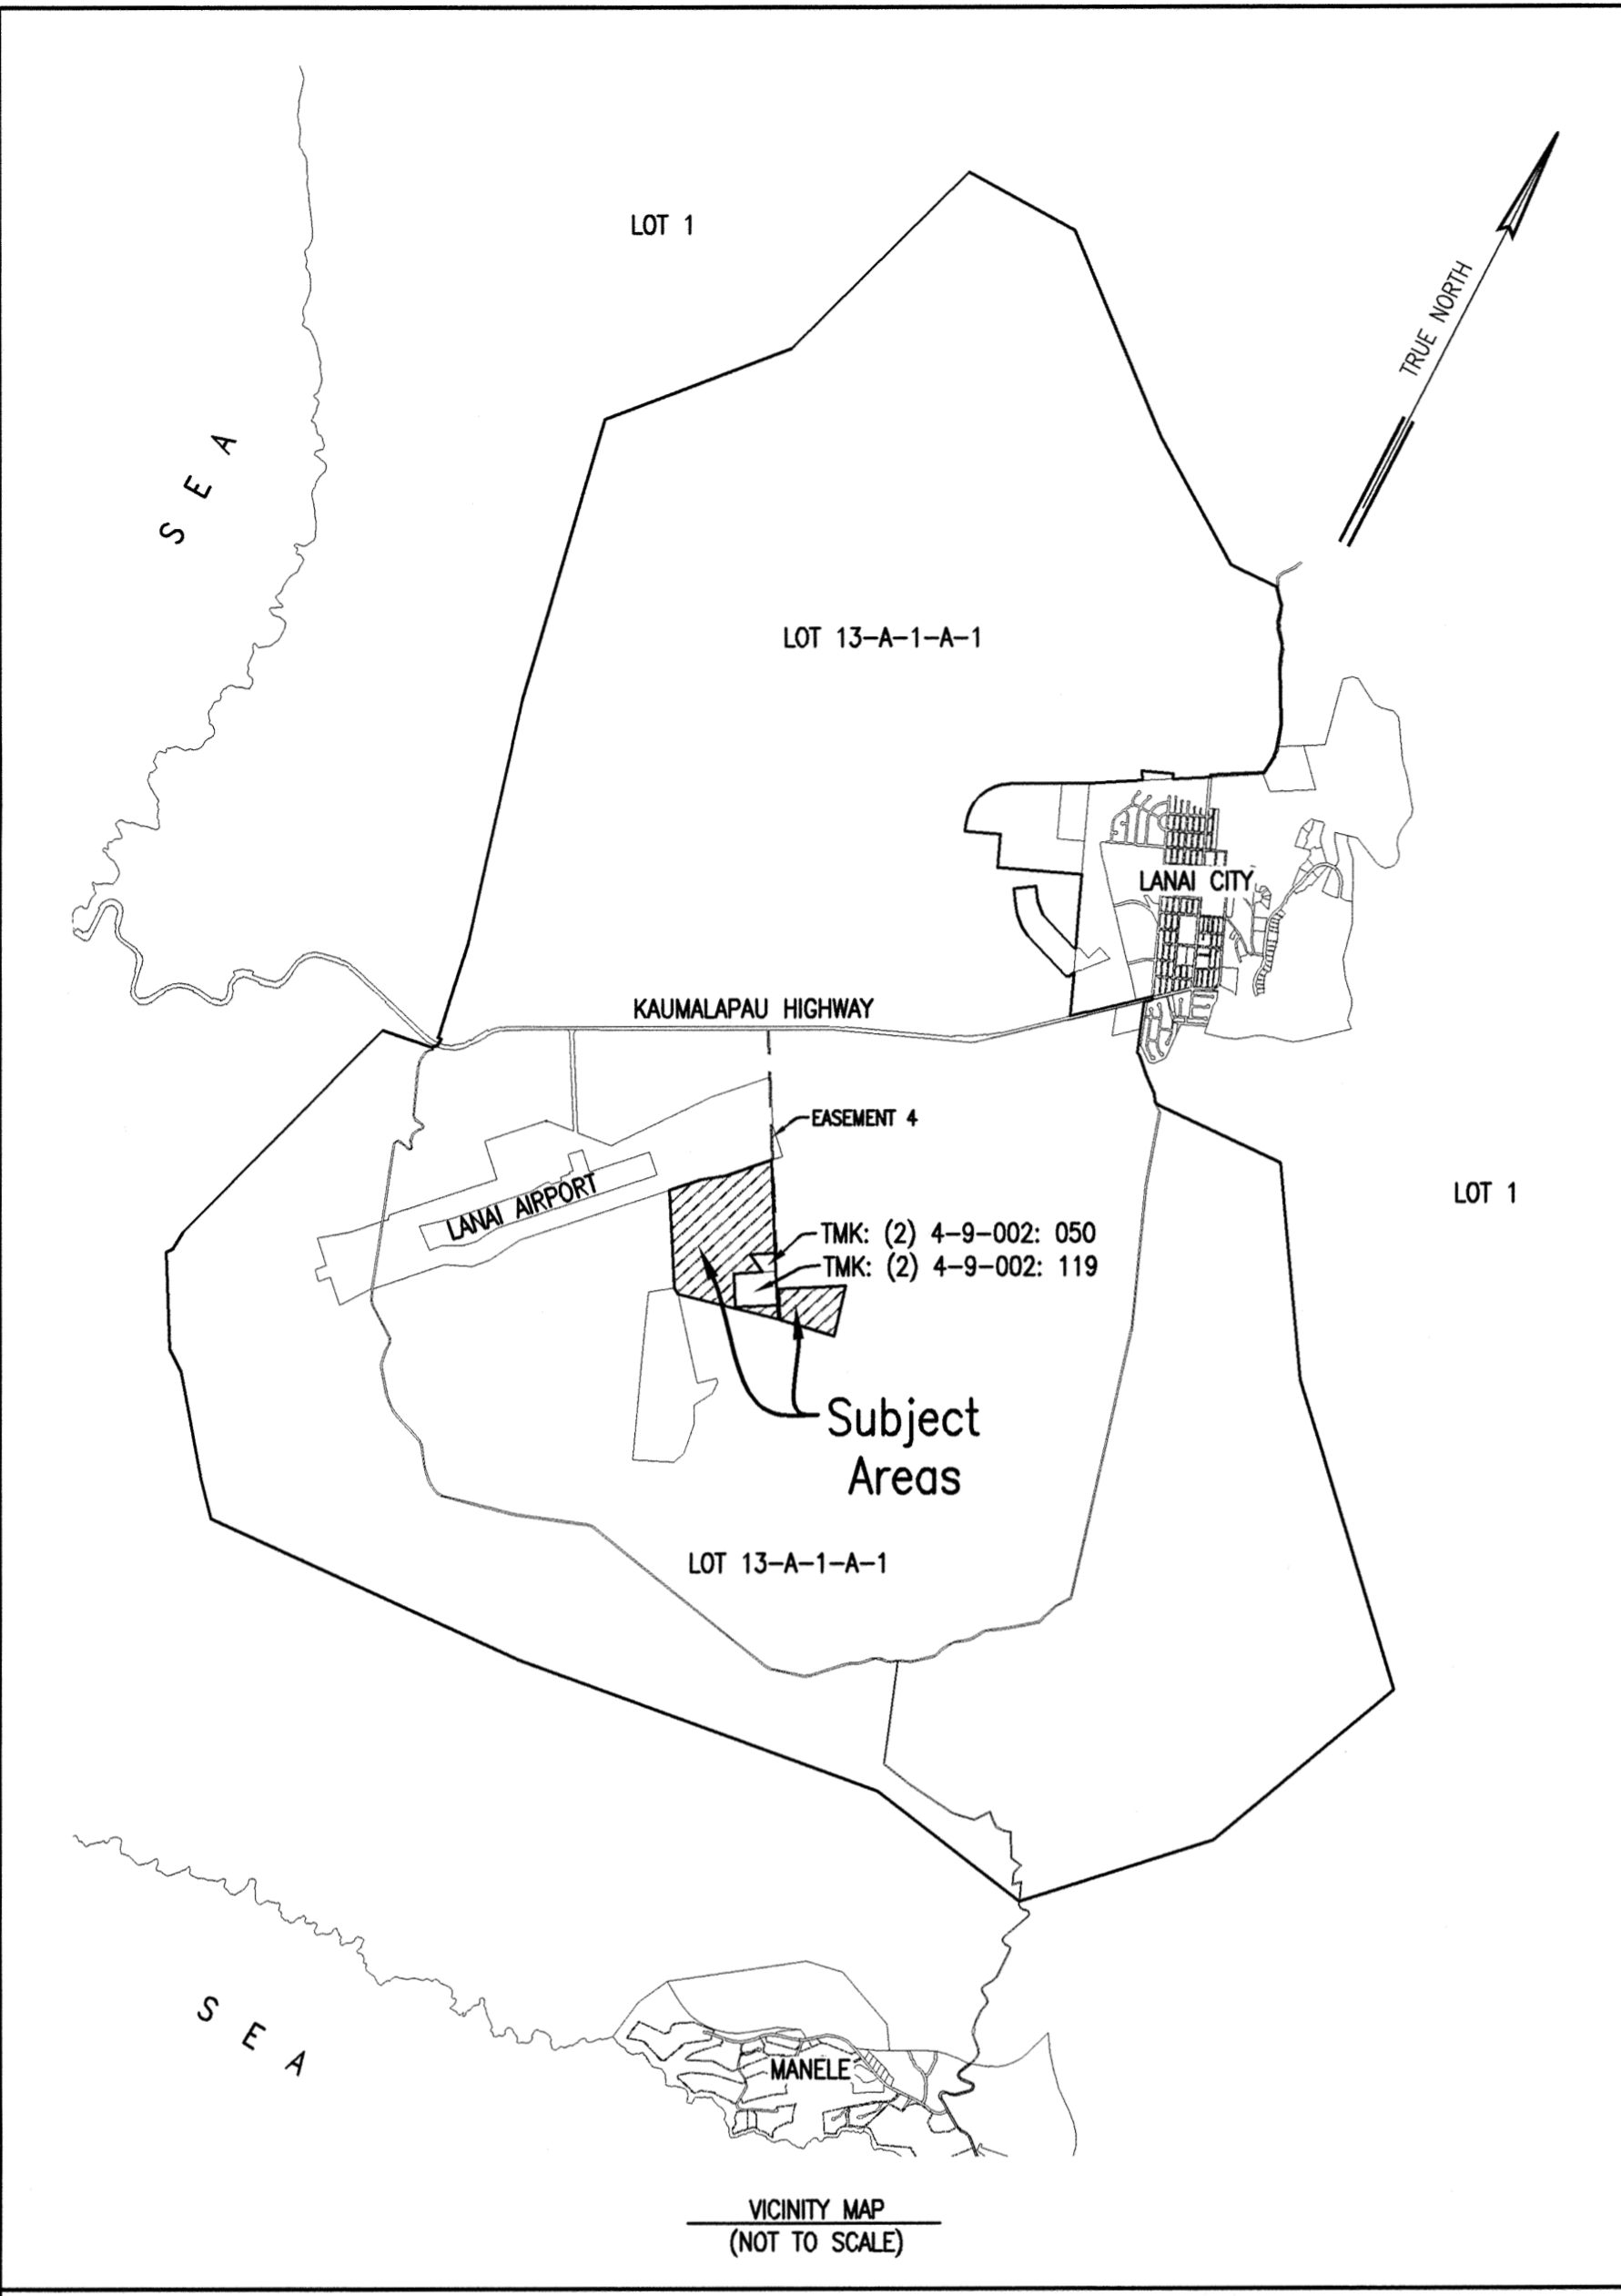 LOT 1
TRUE NORTH
SEA
LOT 13-A-1-A-1
LANAI CITY
KAUMALAPAU HIGHWAY
EASEMENT 4
LANAI AIRPORT
LOT 1
TMK: (2) 4-9-002: 050
TMK: (2) 4-9-002: 119
Subject
Areas
LOT 13-A-1-A-1
SEA
MANELE
VICINITY MAP
(NOT TO SCALE)